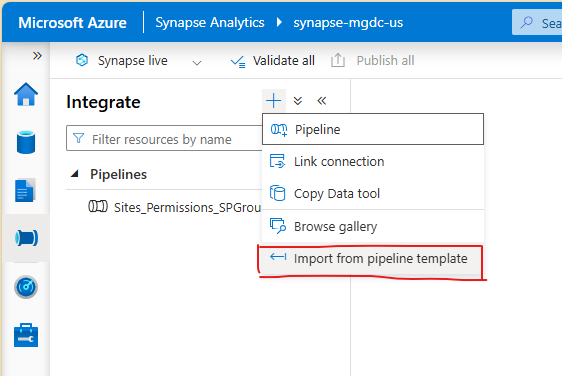 Microsoft Azure Synapse Analytics synapse-mgdc-us Sea
Synapse live Validate all Publish all
Integrate
Pipeline
Filter resources by name
Link connection
Pipelines
Copy Data tool
Sites_Permissions_SPGrou
Browse gallery
Import from pipeline template